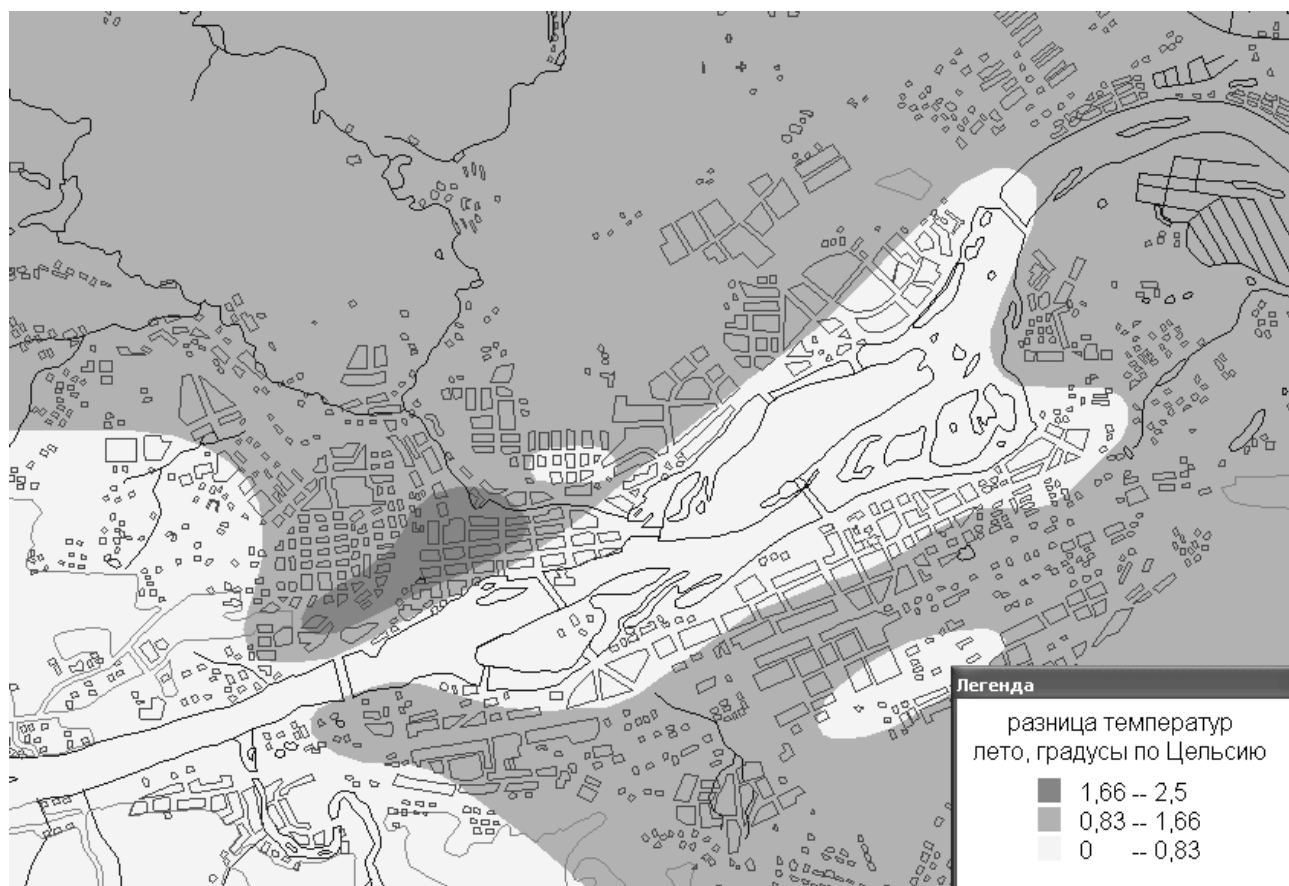 Легенда
разница температур
лето, градусы по Цельсию
1,66 -- 2,5
0,83 -- 1,66
0 -- 0,83